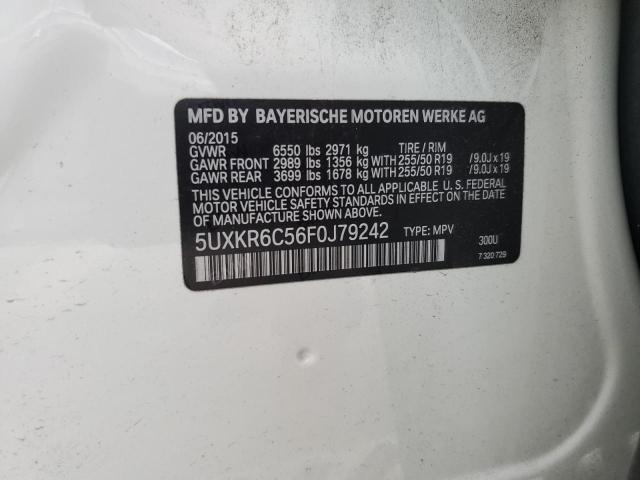 MFD BY BAYERISCHE MOTOREN WERKE AG
06/2015
GVWR 6550 lbs 2971 kg TIRE / RIM
GAWR FRONT 2989 lbs 1356 kg WITH 255/50 R19 /9.0J x 19
GAWR REAR 3699 lbs 1678 kg WITH 255/50 R19 /9.0J x 19
THIS VEHICLE CONFORMS TO ALL APPLICABLE U. S. FEDERAL
MOTOR VEHICLE SAFETY STANDARDS IN EFFECT ON THE DATE
OF MANUFACTURE SHOWN ABOVE.
5UXKR6C56F0J79242 TYPE: MPV 300U
7 320 729